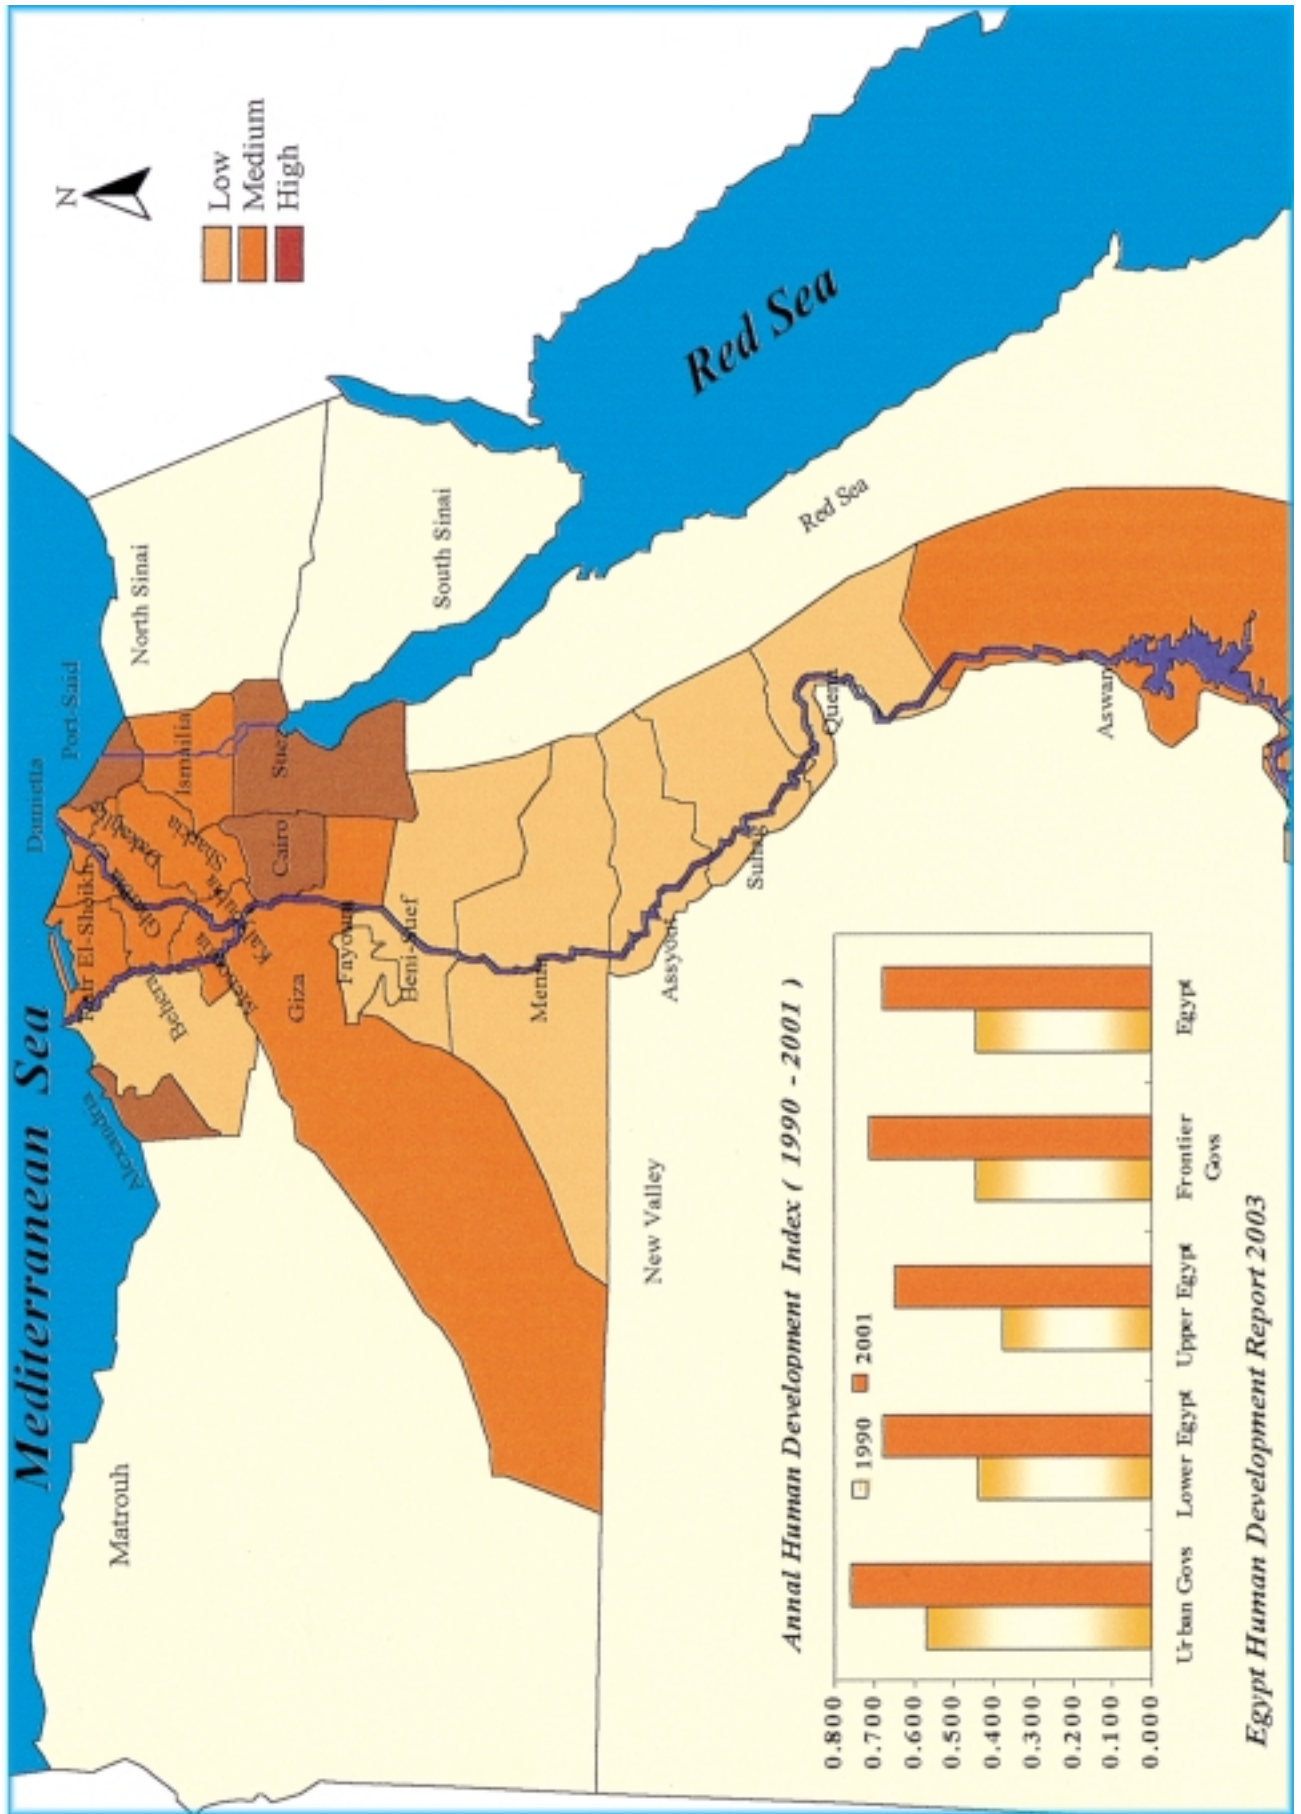 Mediterranean Sea
N
Low
Medium
High
Damietta
Port-Said
Alexandria
Kafr El-Sheikh
Dakahlia
Gharbia
Sharkia
Behera
Ismailia
North Sinai
Matrouh
Cairo
Giza
Fayoum
Beni-Suef
South Sinai
Menia
Red Sea
New Valley
Assyout
Suhag
Quena
Red Sea
Aswan
Annal Human Development Index ( 1990 - 2001 )
1990
2001
0.800
0.700
0.600
0.500
0.400
0.300
0.200
0.100
0.000
Urban Govs
Lower Egypt
Upper Egypt
Frontier
Govs
Egypt
Egypt Human Development Report 2003